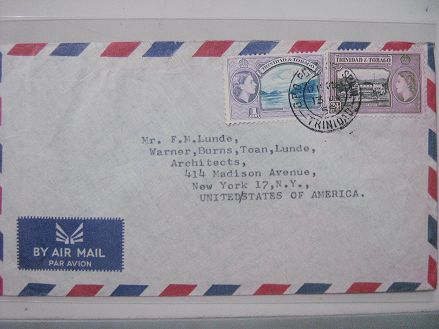 TRINIDAD & TOBAGO
TRINIDAD & TOBAGO
TRINIDAD
Mr. F.M.Lunde,
Warner,Burns,Toan,Lunde,
Architects,
414 Madison Avenue,
New York 17,N.Y.,
UNITED/STATES OF AMERICA.
BY AIR MAIL
PAR AVION